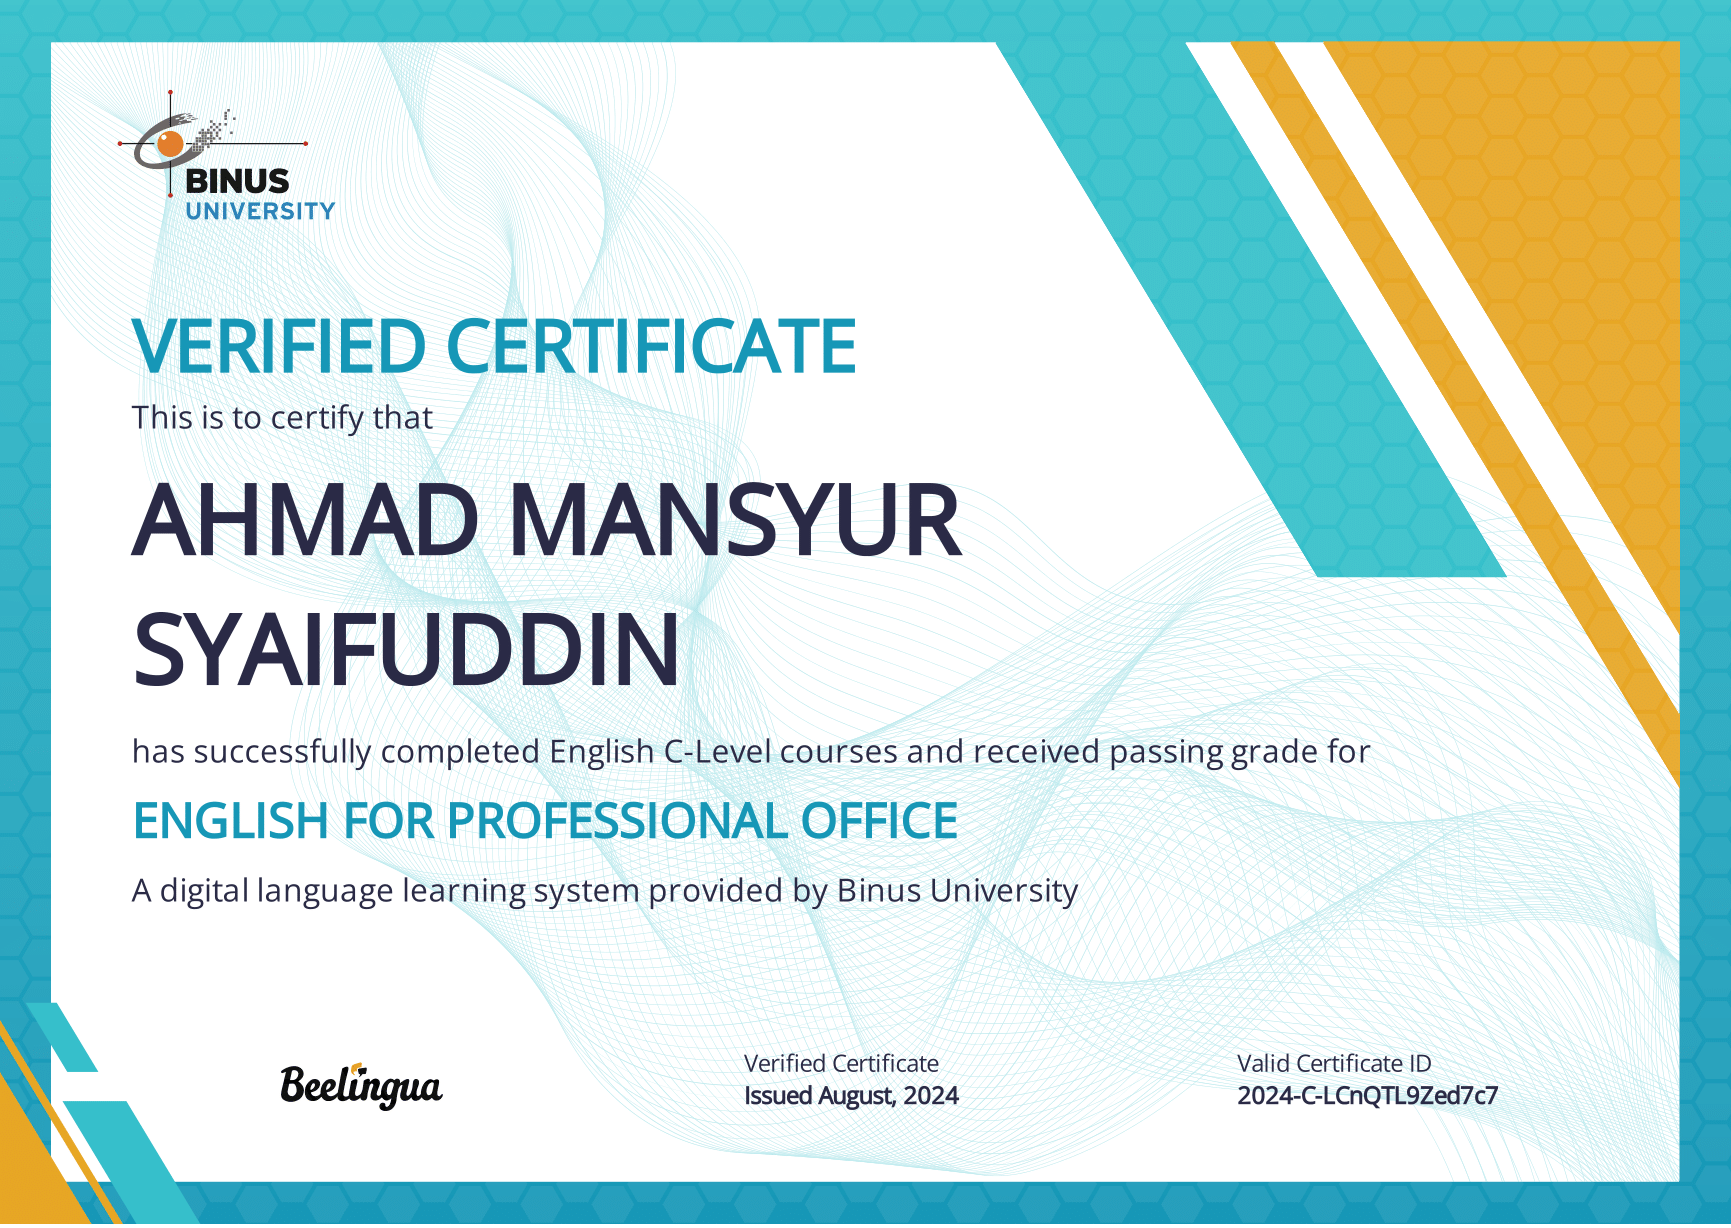 BINUS
UNIVERSITY
VERIFIED CERTIFICATE
This is to certify that
AHMAD MANSYUR
SYAIFUDDIN
has successfully completed English C-Level courses and received passing grade for
ENGLISH FOR PROFESSIONAL OFFICE
A digital language learning system provided by Binus University
Beelingua
Verified Certificate
Issued August, 2024
Valid Certificate ID
2024-C-LCnQTL9Zed7c7